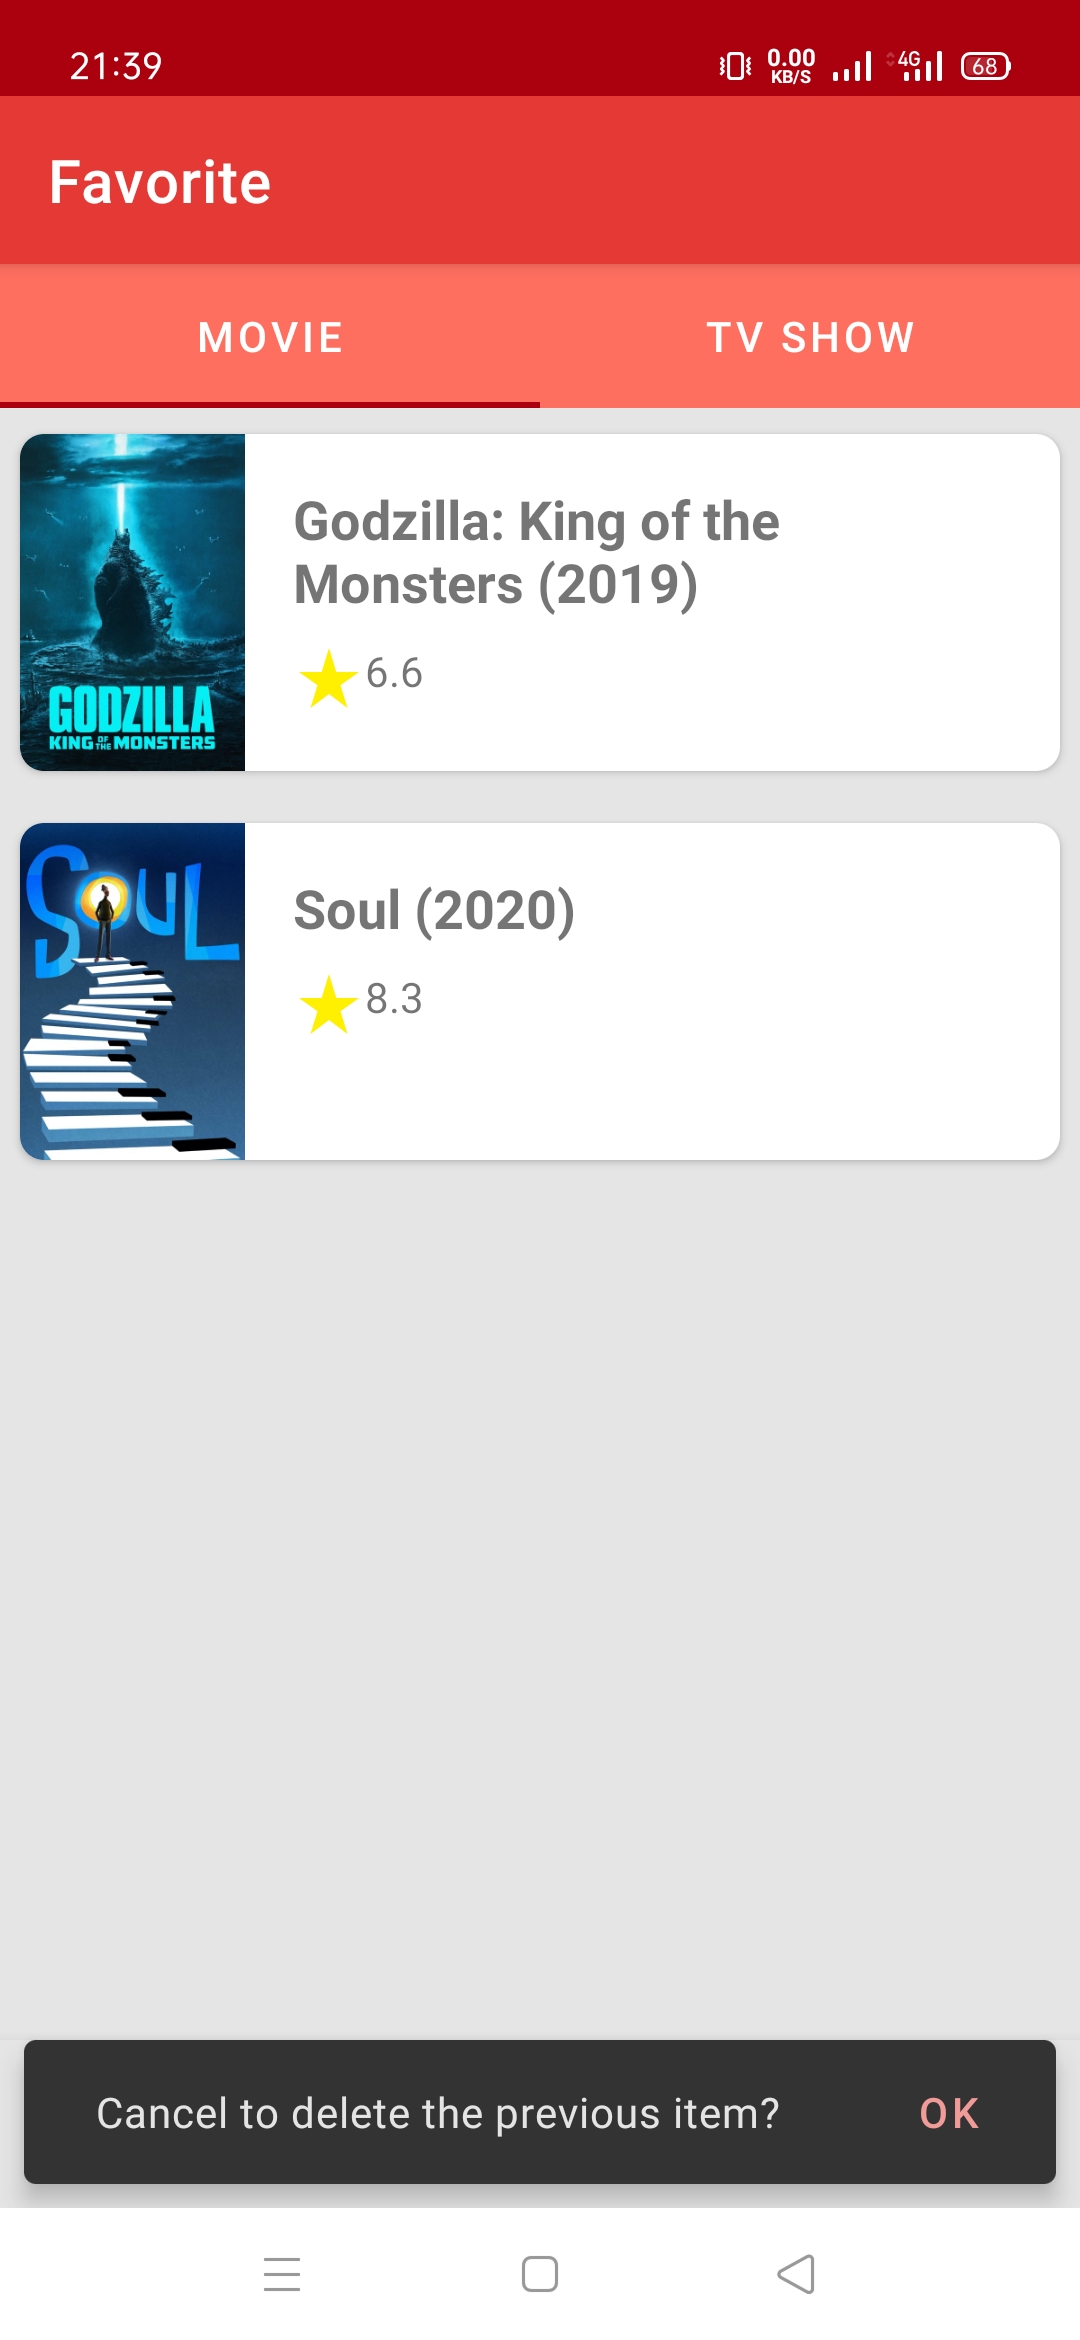 21:39
0.00
KB/S
4G
68
Favorite
MOVIE
TV SHOW
GODZILLA
KING OF THE MONSTERS
Godzilla: King of the
Monsters (2019)
6.6
SOUL
Soul (2020)
8.3
Cancel to delete the previous item?
OK